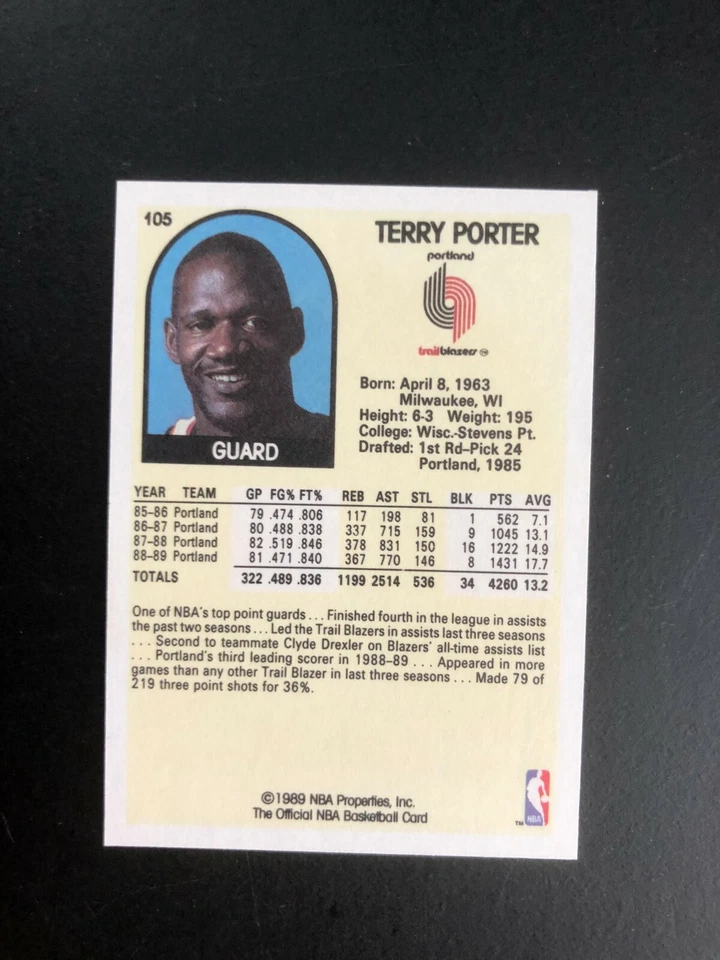 105
TERRY PORTER
portland
trail blazers TM
Born: April 8, 1963
Milwaukee, WI
Height: 6-3 Weight: 195
College: Wisc.-Stevens Pt.
Drafted: 1st Rd–Pick 24
Portland, 1985
GUARD
YEAR TEAM GP FG% FT% REB AST STL BLK PTS AVG
85-86 Portland 79 .474 .806 117 198 81 1 562 7.1
86-87 Portland 80 .488 .838 337 715 159 9 1045 13.1
87-88 Portland 82 .519 .846 378 831 150 16 1222 14.9
88-89 Portland 81 .471 .840 367 770 146 8 1431 17.7
TOTALS 322 .489 .836 1199 2514 536 34 4260 13.2
One of NBA's top point guards . . . Finished fourth in the league in assists
the past two seasons . . . Led the Trail Blazers in assists last three seasons
. . . Second to teammate Clyde Drexler on Blazers' all-time assists list
. . . Portland's third leading scorer in 1988-89 . . . Appeared in more
games than any other Trail Blazer in last three seasons . . . Made 79 of
219 three point shots for 36%.
©1989 NBA Properties, Inc.
The Official NBA Basketball Card
TM NBA